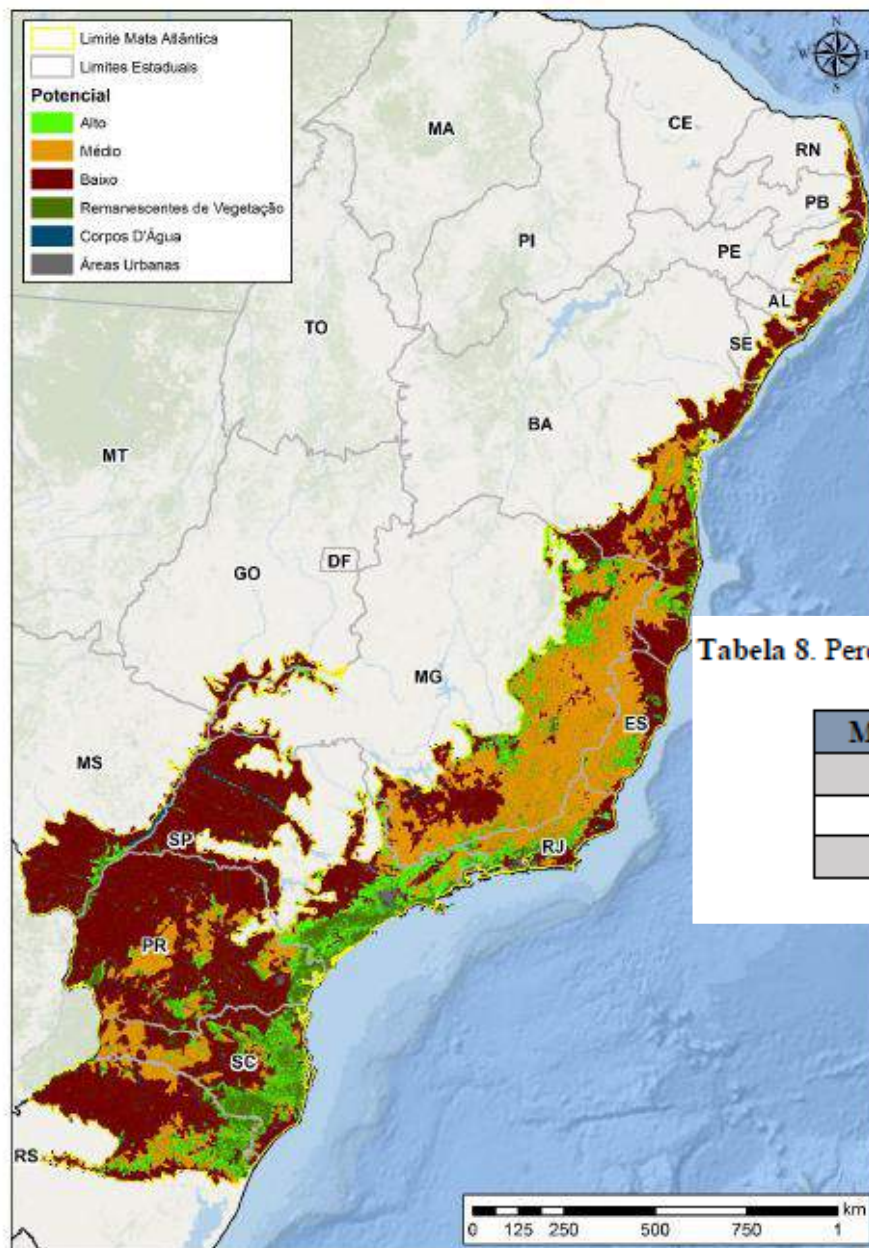 Limite Mata Atlântica
Limites Estaduais
Potencial
Alto
Médio
Baixo
Remanescentes de Vegetação
Corpos D'Água
Áreas Urbanas
N
W
E
S
MA
CE
RN
PB
PI
PE
AL
TO
SE
BA
MT
DF
GO
MG
Tabela 8. Perc
ES
M
MS
SP
RJ
PR
SC
RS
km
0 125 250 500 750 1